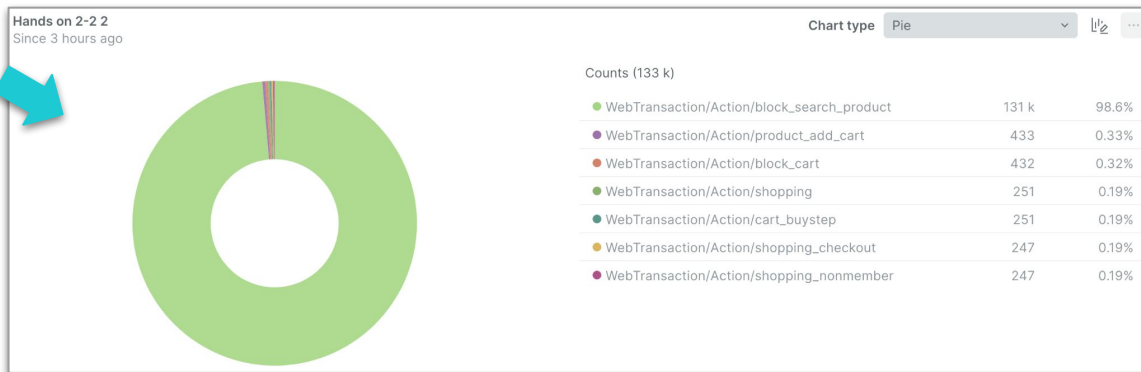 Hands on 2-2 2
Since 3 hours ago
Chart type Pie
Counts (133 k)
WebTransaction/Action/block_search_product 131 k 98.6%
WebTransaction/Action/product_add_cart 433 0.33%
WebTransaction/Action/block_cart 432 0.32%
WebTransaction/Action/shopping 251 0.19%
WebTransaction/Action/cart_buystep 251 0.19%
WebTransaction/Action/shopping_checkout 247 0.19%
WebTransaction/Action/shopping_nonmember 247 0.19%